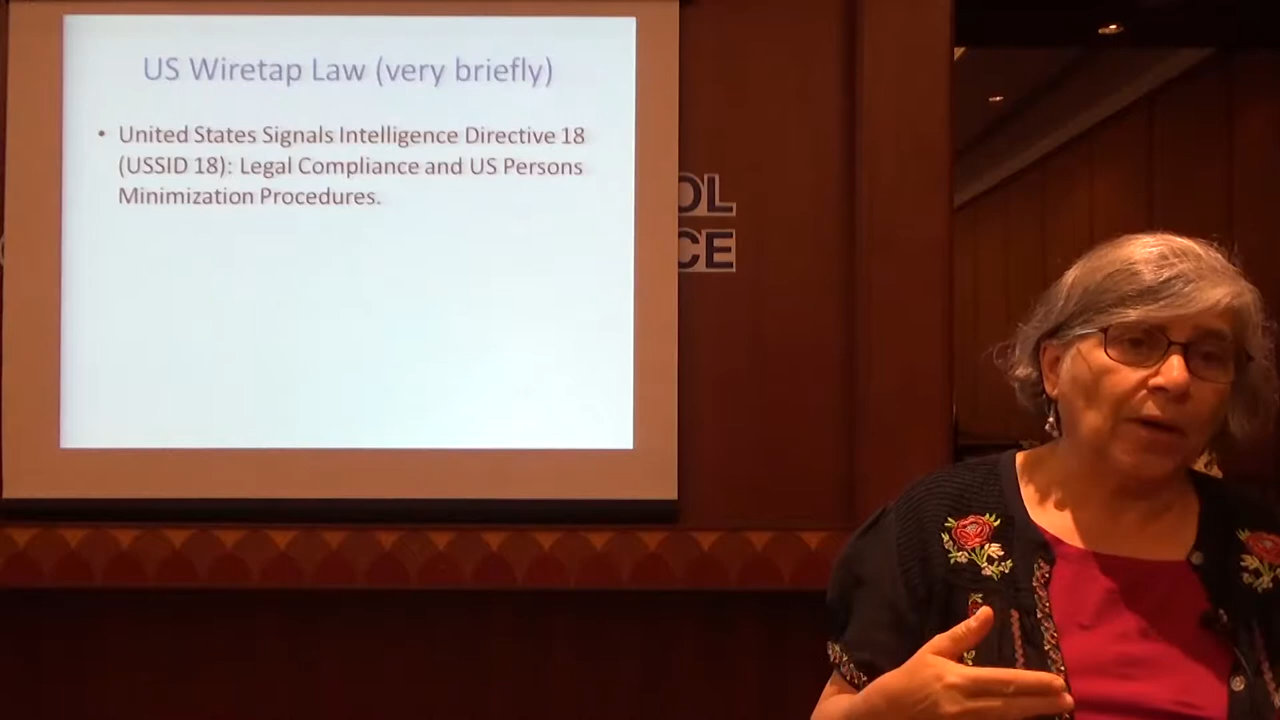 US Wiretap Law (very briefly)
• United States Signals Intelligence Directive 18
(USSID 18): Legal Compliance and US Persons
Minimization Procedures.
OL
CE